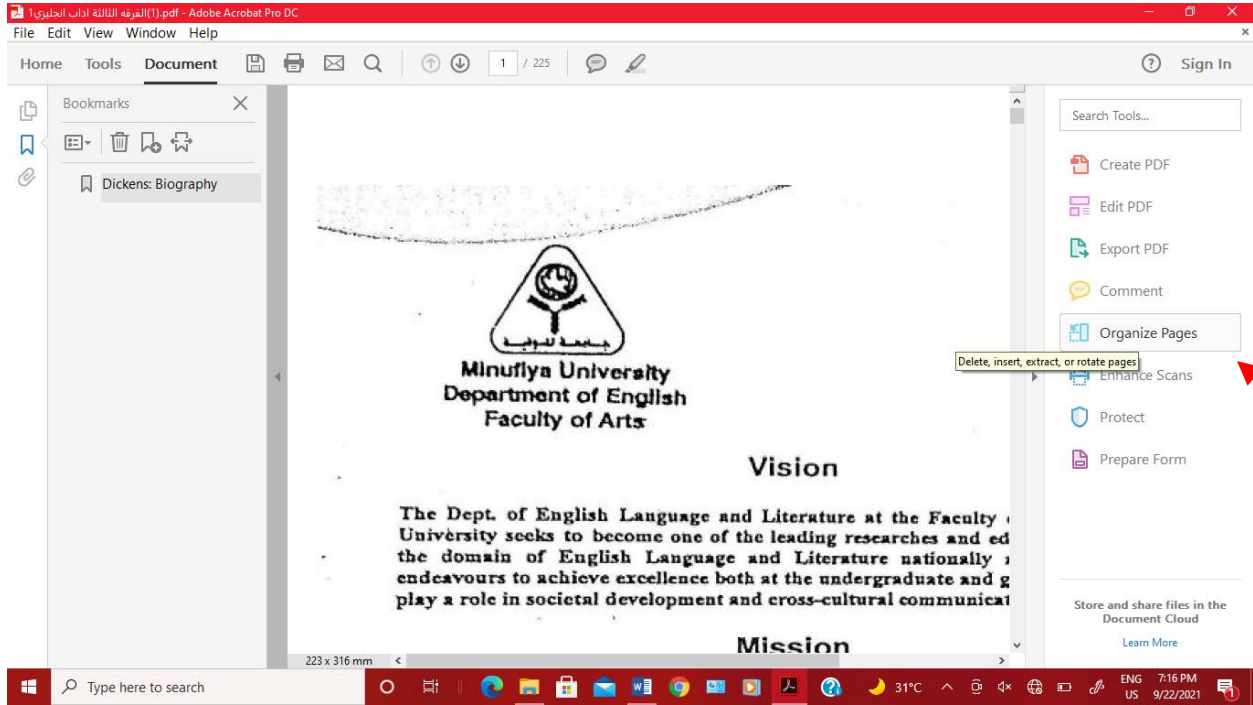 الفرقه الثالثة اداب انجليزي1(1).pdf - Adobe Acrobat Pro DC
File Edit View Window Help
Home Tools Document 1 / 225 Sign In
Bookmarks
Dickens: Biography
جامعة المنوفية
Minufiya University
Department of English
Faculty of Arts
Vision
The Dept. of English Language and Literature at the Faculty
University seeks to become one of the leading researches and ed
the domain of English Language and Literature nationally
endeavours to achieve excellence both at the undergraduate and g
play a role in societal development and cross-cultural communicat
Mission
223 x 316 mm
Search Tools...
Create PDF
Edit PDF
Export PDF
Comment
Organize Pages
Delete, insert, extract, or rotate pages
Enhance Scans
Protect
Prepare Form
Store and share files in the
Document Cloud
Learn More
Type here to search
31°C
ENG 7:16 PM
US 9/22/2021